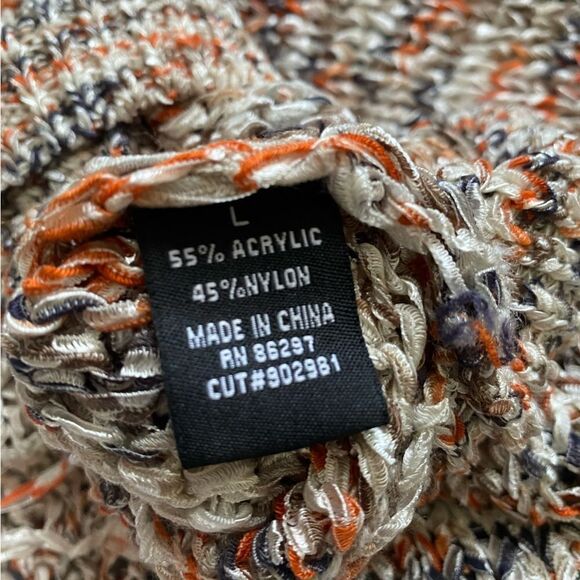 L
55% ACRYLIC
45%NYLON
MADE IN CHINA
RN 86297
CUT#902981